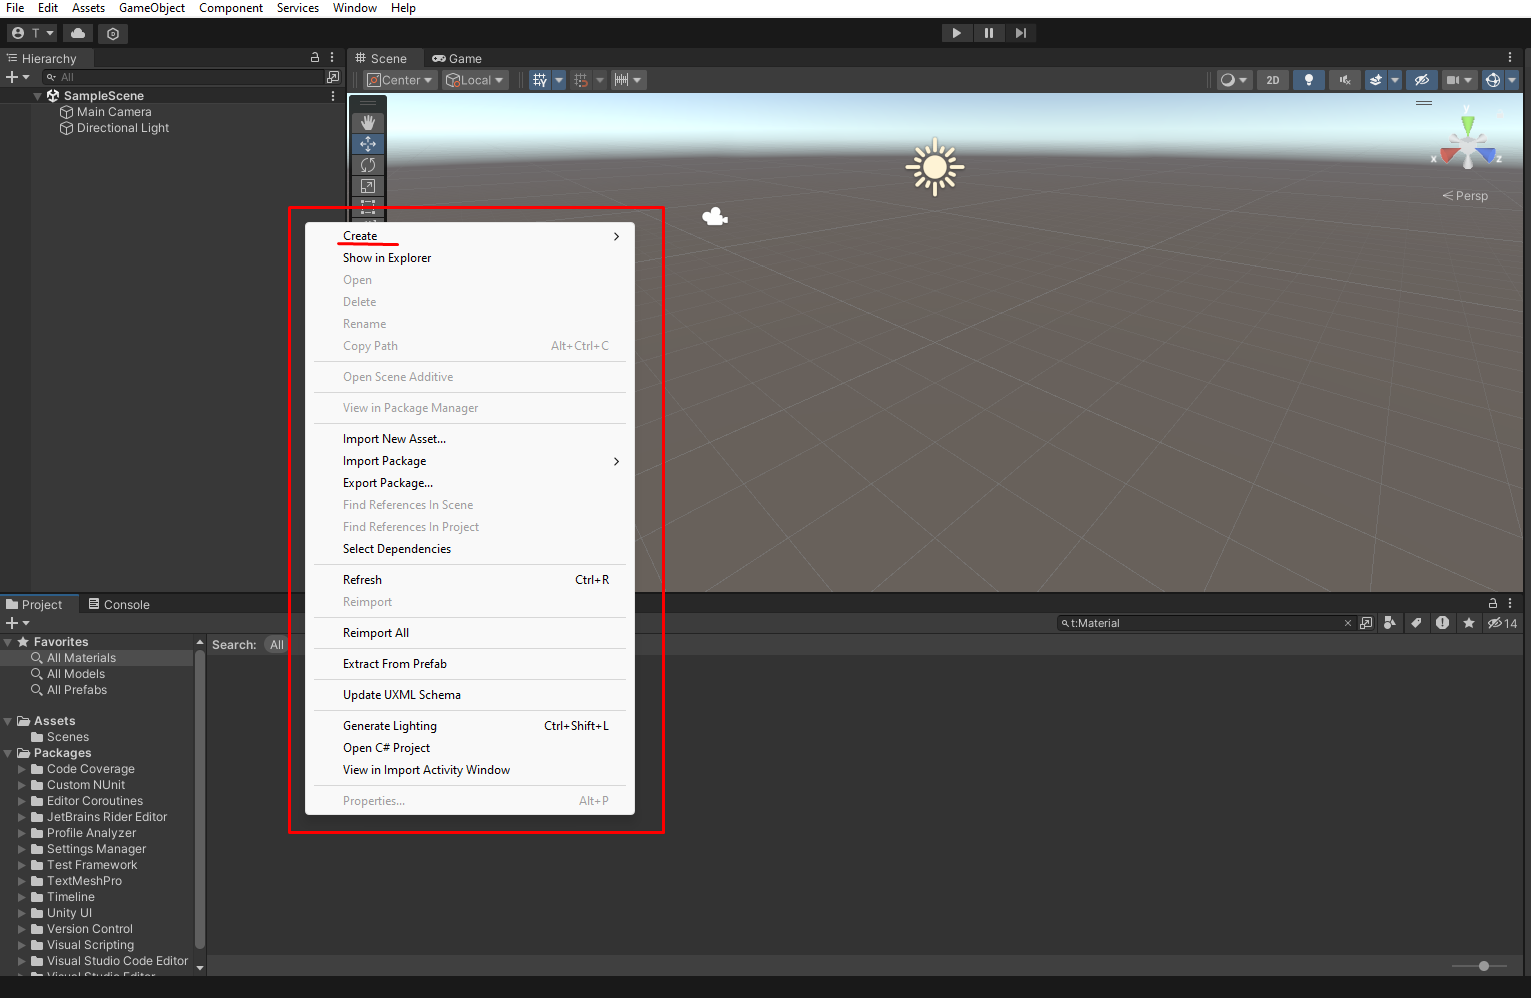 File Edit Assets GameObject Component Services Window Help
T
Hierarchy
Scene Game
All
Center Local
2D
SampleScene
Main Camera
Directional Light
y
x
z
Persp
Create
Show in Explorer
Open
Delete
Rename
Copy Path Alt+Ctrl+C
Open Scene Additive
View in Package Manager
Import New Asset...
Import Package
Export Package...
Find References In Scene
Find References In Project
Select Dependencies
Refresh Ctrl+R
Reimport
Reimport All
Extract From Prefab
Update UXML Schema
Generate Lighting Ctrl+Shift+L
Open C# Project
View in Import Activity Window
Properties... Alt+P
Project Console
t:Material
14
Search: All
Favorites
All Materials
All Models
All Prefabs
Assets
Scenes
Packages
Code Coverage
Custom NUnit
Editor Coroutines
JetBrains Rider Editor
Profile Analyzer
Settings Manager
Test Framework
TextMeshPro
Timeline
Unity UI
Version Control
Visual Scripting
Visual Studio Code Editor
Visual Studio Editor